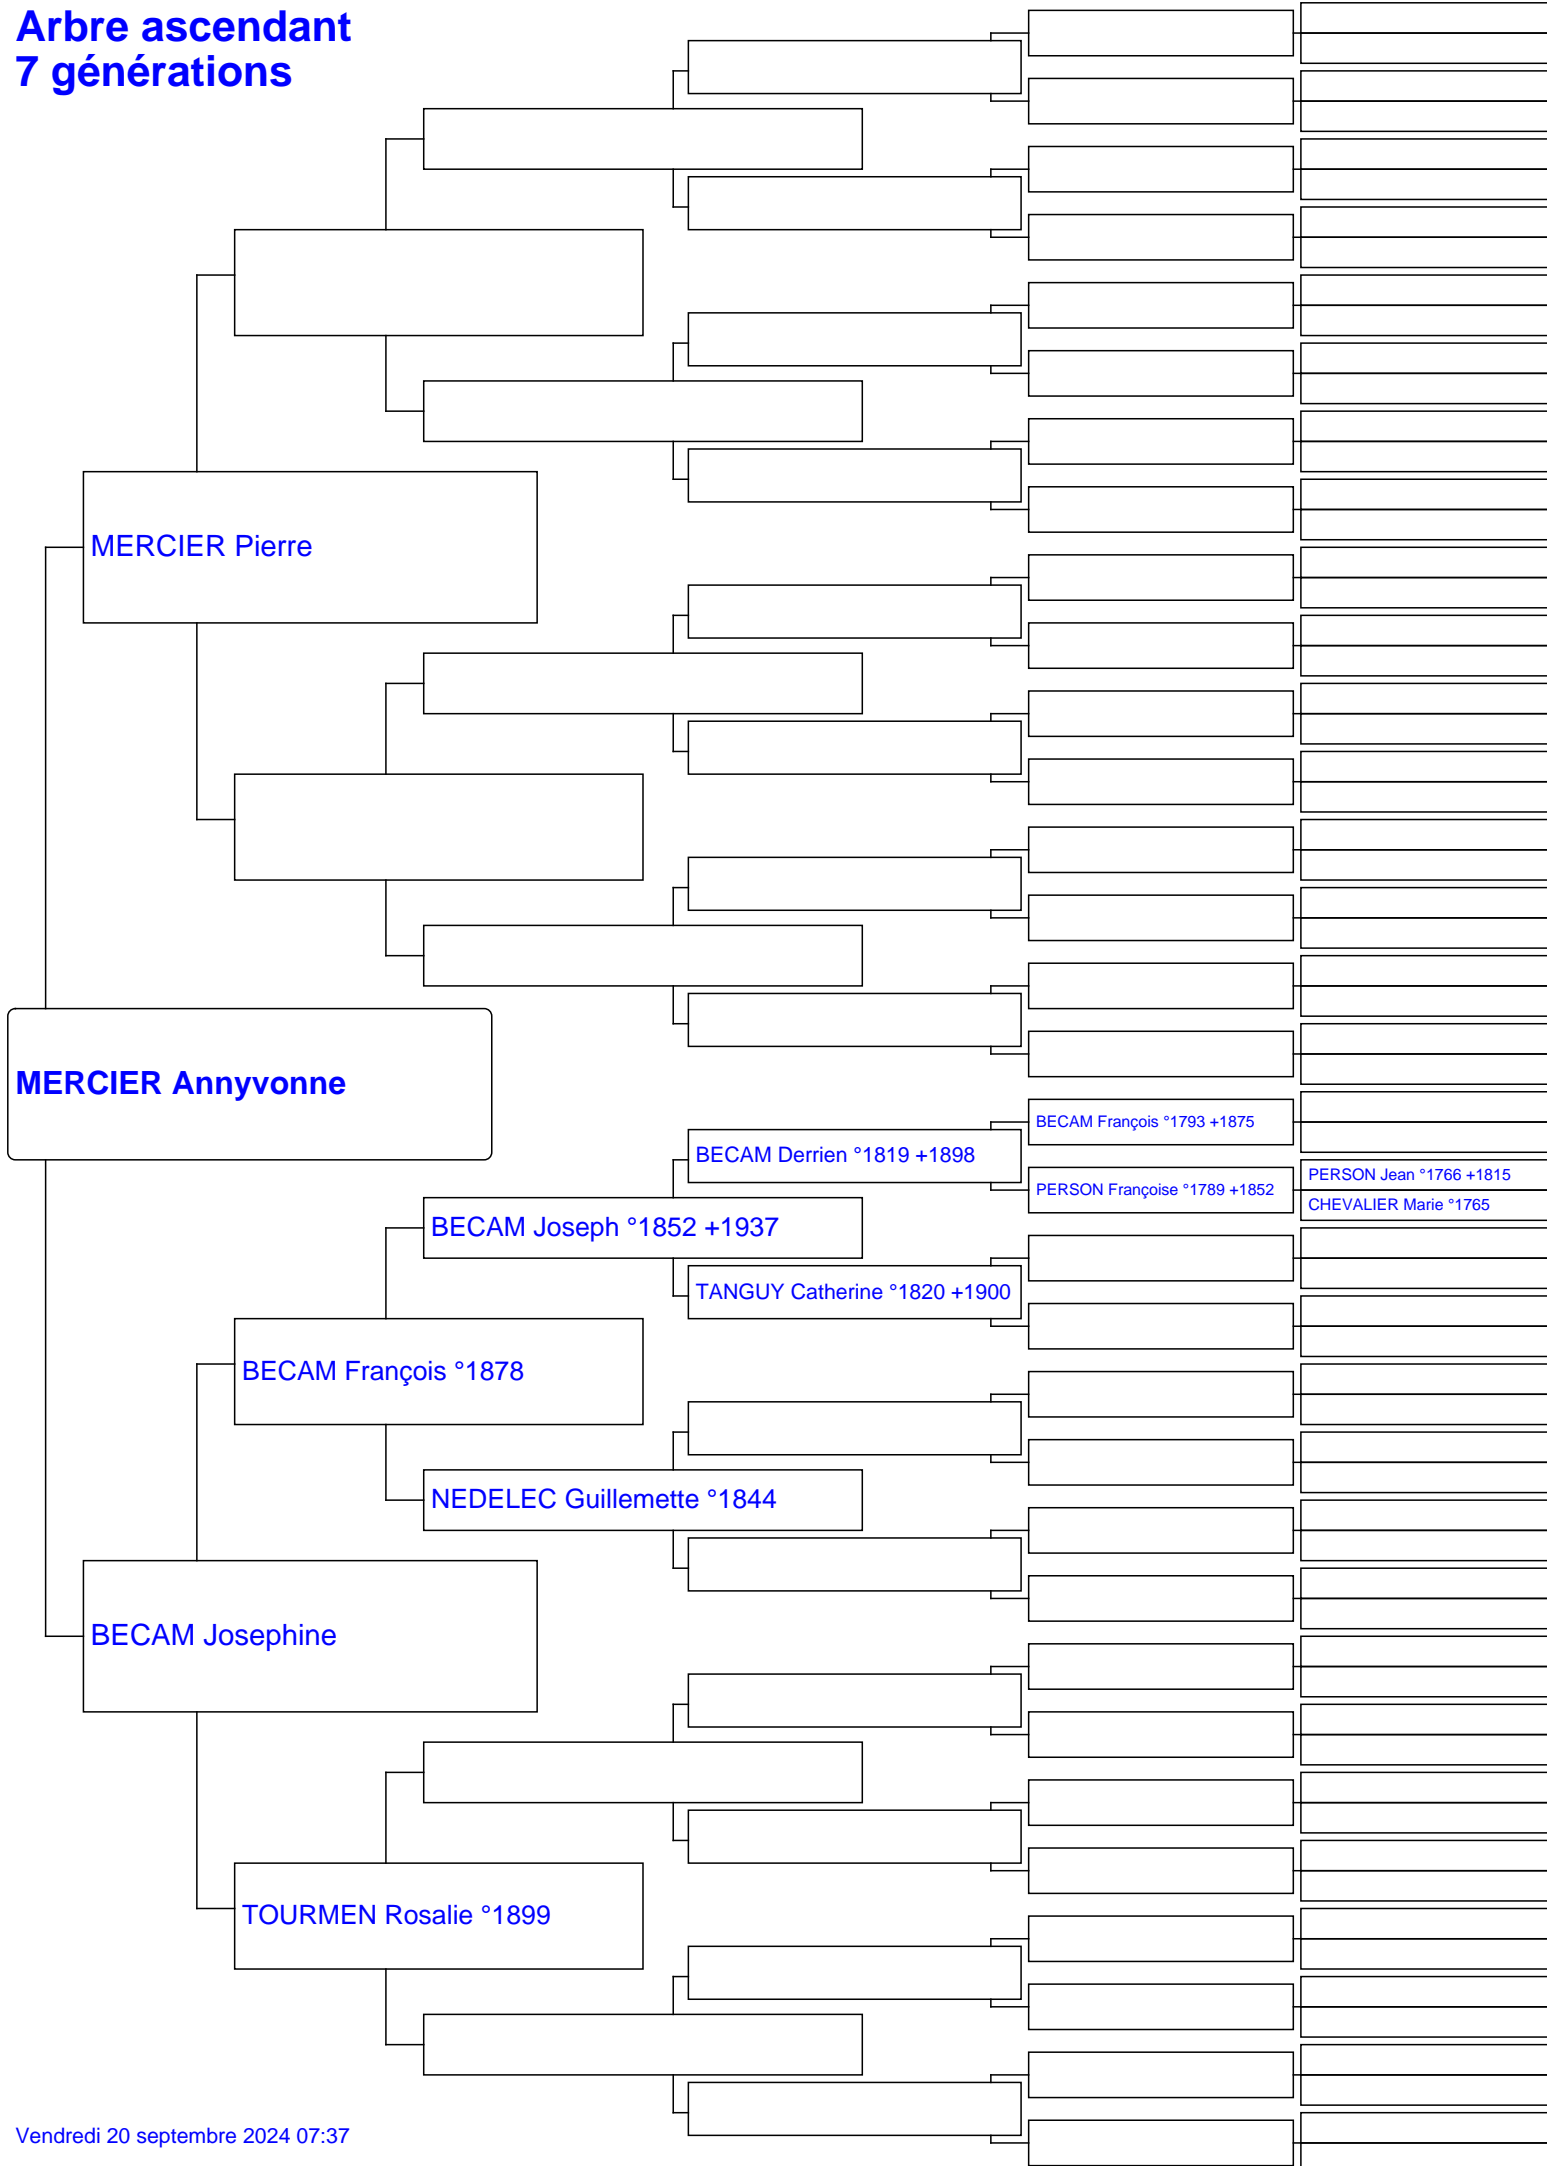 Arbre ascendant
7 générations
MERCIER Pierre
MERCIER Annyvonne
BECAM François °1793 +1875
BECAM Derrien °1819 +1898
PERSON Jean °1766 +1815
PERSON Françoise °1789 +1852
CHEVALIER Marie °1765
BECAM Joseph °1852 +1937
TANGUY Catherine °1820 +1900
BECAM François °1878
NEDELEC Guillemette °1844
BECAM Josephine
TOURMEN Rosalie °1899
Vendredi 20 septembre 2024 07:37